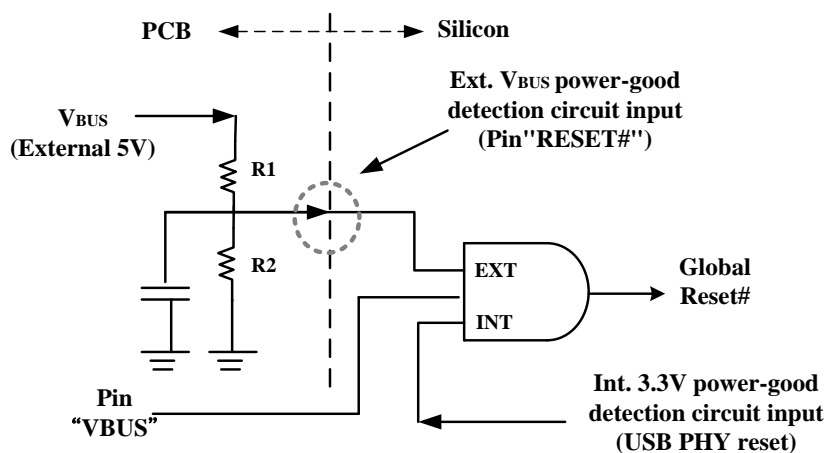 PCB
Silicon
Ext. VBUS power-good
detection circuit input
(Pin"RESET#")
VBUS
(External 5V)
R1
R2
EXT
INT
Global
Reset#
Pin
“VBUS”
Int. 3.3V power-good
detection circuit input
(USB PHY reset)